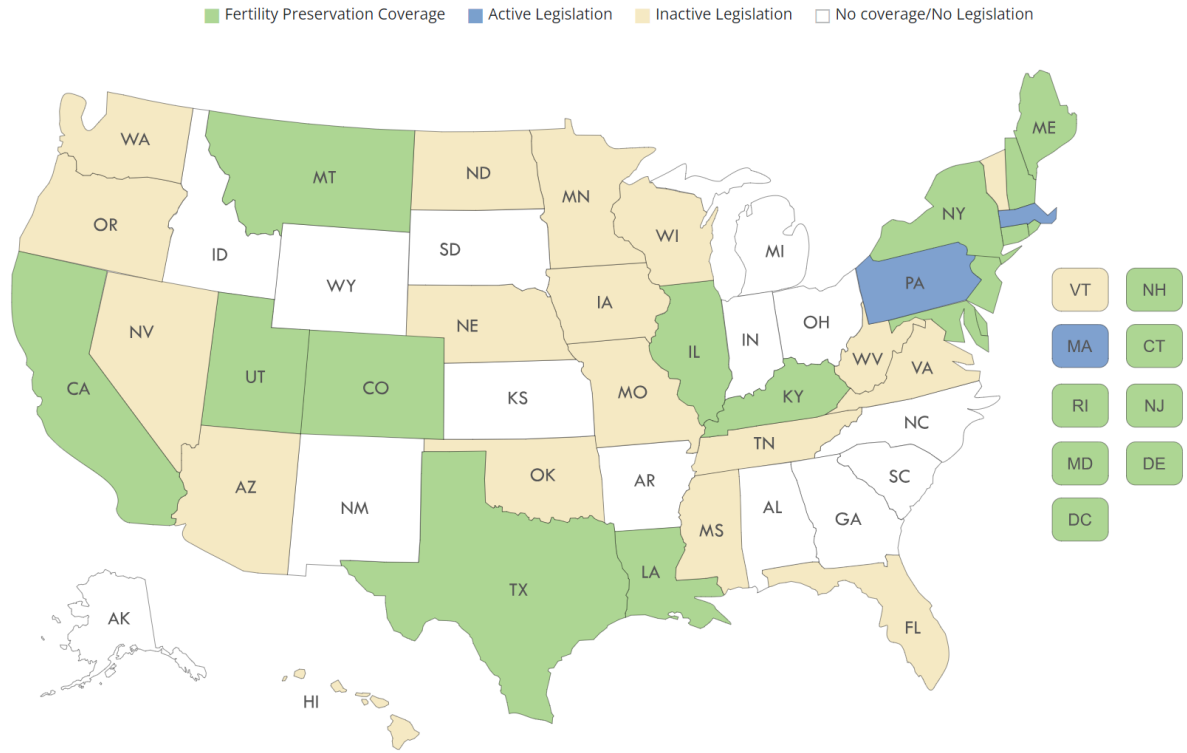 Fertility Preservation Coverage Active Legislation Inactive Legislation No coverage/No Legislation
ME
WA
MT
ND
MN
OR
NY
WI
ID
SD
MI
WY
PA
VT NH
IA
NE
NV
OH
IN
MA CT
IL
WV
VA
UT
CO
CA
KS
MO
KY
RI NJ
NC
TN
MD DE
OK
SC
AZ
AR
NM
AL
GA
DC
MS
LA
TX
AK
FL
HI